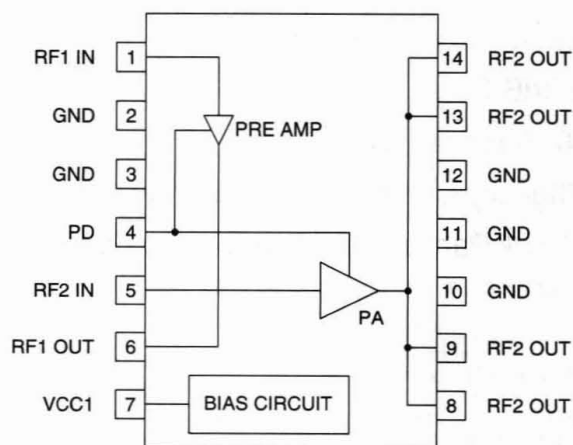 RF1 IN 1 14 RF2 OUT
GND 2 13 RF2 OUT
PRE AMP
GND 3 12 GND
PD 4 11 GND
RF2 IN 5 10 GND
PA
RF1 OUT 6 9 RF2 OUT
VCC1 7 BIAS CIRCUIT 8 RF2 OUT